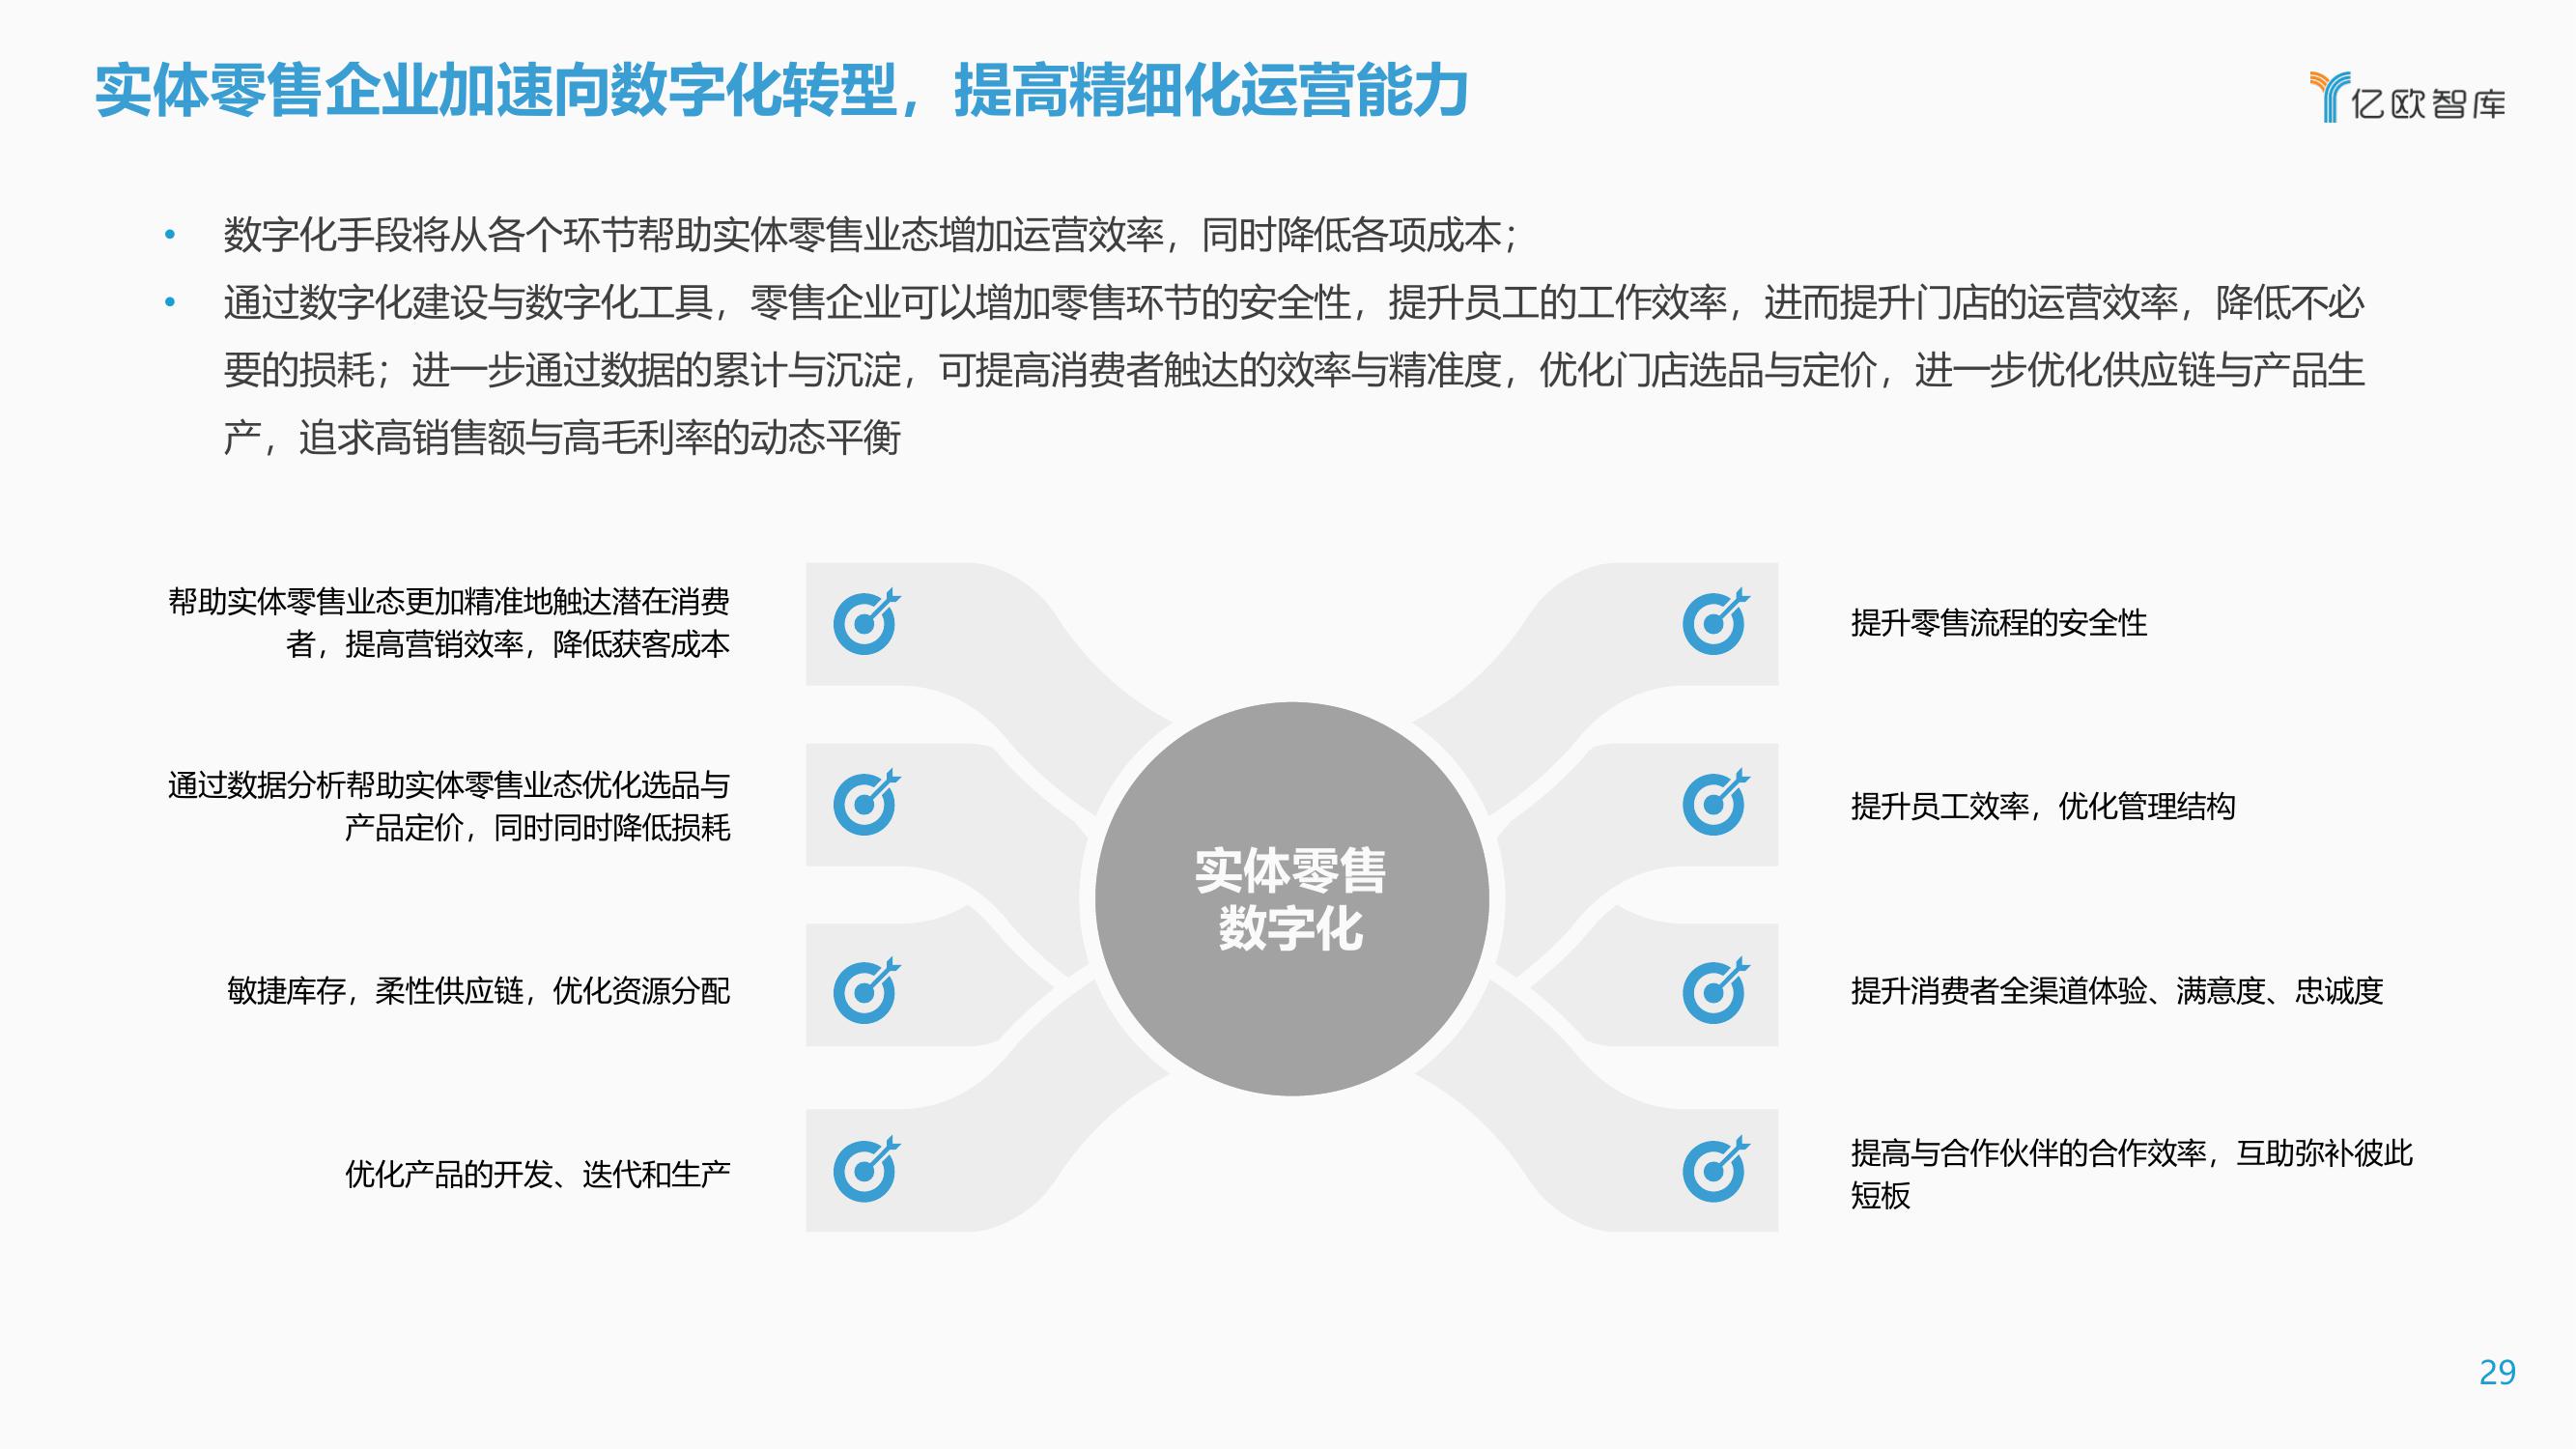 实体零售企业加速向数字化转型，提高精细化运营能力
亿欧智库
• 数字化手段将从各个环节帮助实体零售业态增加运营效率，同时降低各项成本；
• 通过数字化建设与数字化工具，零售企业可以增加零售环节的安全性，提升员工的工作效率，进而提升门店的运营效率，降低不必
要的损耗；进一步通过数据的累计与沉淀，可提高消费者触达的效率与精准度，优化门店选品与定价，进一步优化供应链与产品生
产，追求高销售额与高毛利率的动态平衡
帮助实体零售业态更加精准地触达潜在消费
者，提高营销效率，降低获客成本
通过数据分析帮助实体零售业态优化选品与
产品定价，同时同时降低损耗
敏捷库存，柔性供应链，优化资源分配
优化产品的开发、迭代和生产
实体零售
数字化
提升零售流程的安全性
提升员工效率，优化管理结构
提升消费者全渠道体验、满意度、忠诚度
提高与合作伙伴的合作效率，互助弥补彼此
短板
29